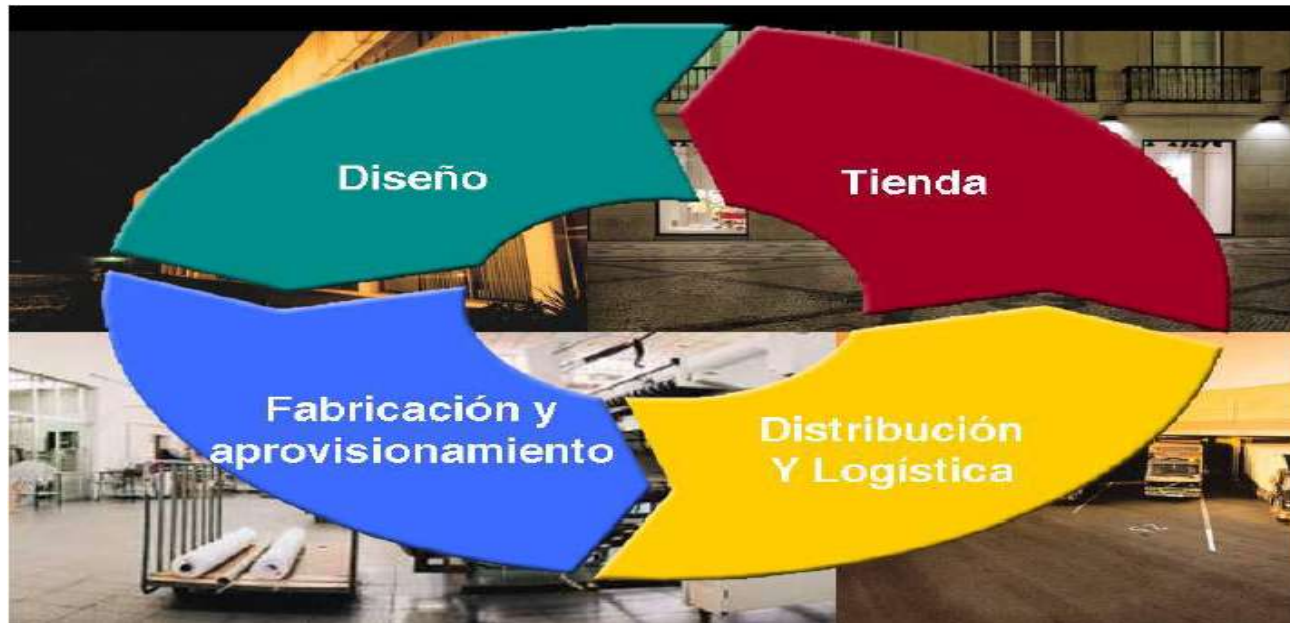 Diseño
Tienda
Fabricación y
aprovisionamiento
Distribución
Y Logística